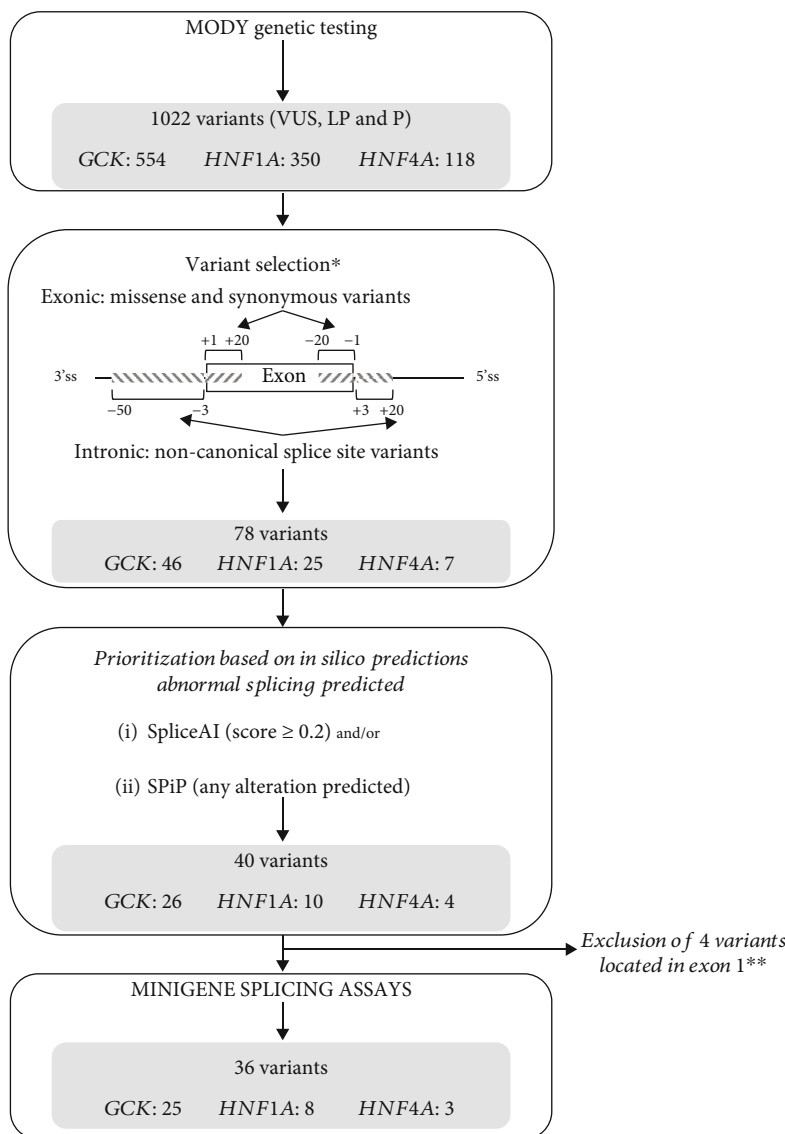 MODY genetic testing
1022 variants (VUS, LP and P)
GCK: 554 HNF1A: 350 HNF4A: 118
Variant selection*
Exonic: missense and synonymous variants
+1 +20 −20 −1
3'ss Exon 5'ss
−50 −3 +3 +20
Intronic: non-canonical splice site variants
78 variants
GCK: 46 HNF1A: 25 HNF4A: 7
Prioritization based on in silico predictions
abnormal splicing predicted
(i) SpliceAI (score ≥ 0.2) and/or
(ii) SPiP (any alteration predicted)
40 variants
GCK: 26 HNF1A: 10 HNF4A: 4
Exclusion of 4 variants
located in exon 1**
MINIGENE SPLICING ASSAYS
36 variants
GCK: 25 HNF1A: 8 HNF4A: 3